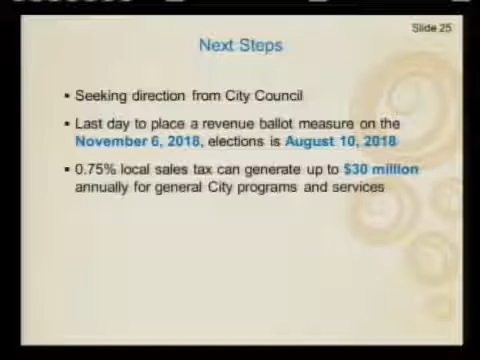 Slide 25
Next Steps
▪ Seeking direction from City Council
▪ Last day to place a revenue ballot measure on the
November 6, 2018, elections is August 10, 2018
▪ 0.75% local sales tax can generate up to $30 million
annually for general City programs and services